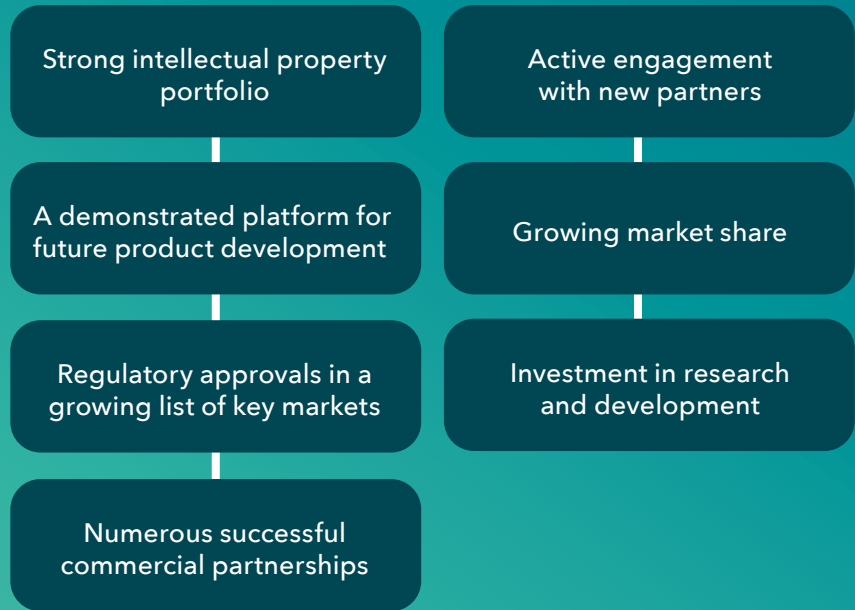 Strong intellectual property
portfolio
A demonstrated platform for
future product development
Regulatory approvals in a
growing list of key markets
Numerous successful
commercial partnerships
Active engagement
with new partners
Growing market share
Investment in research
and development